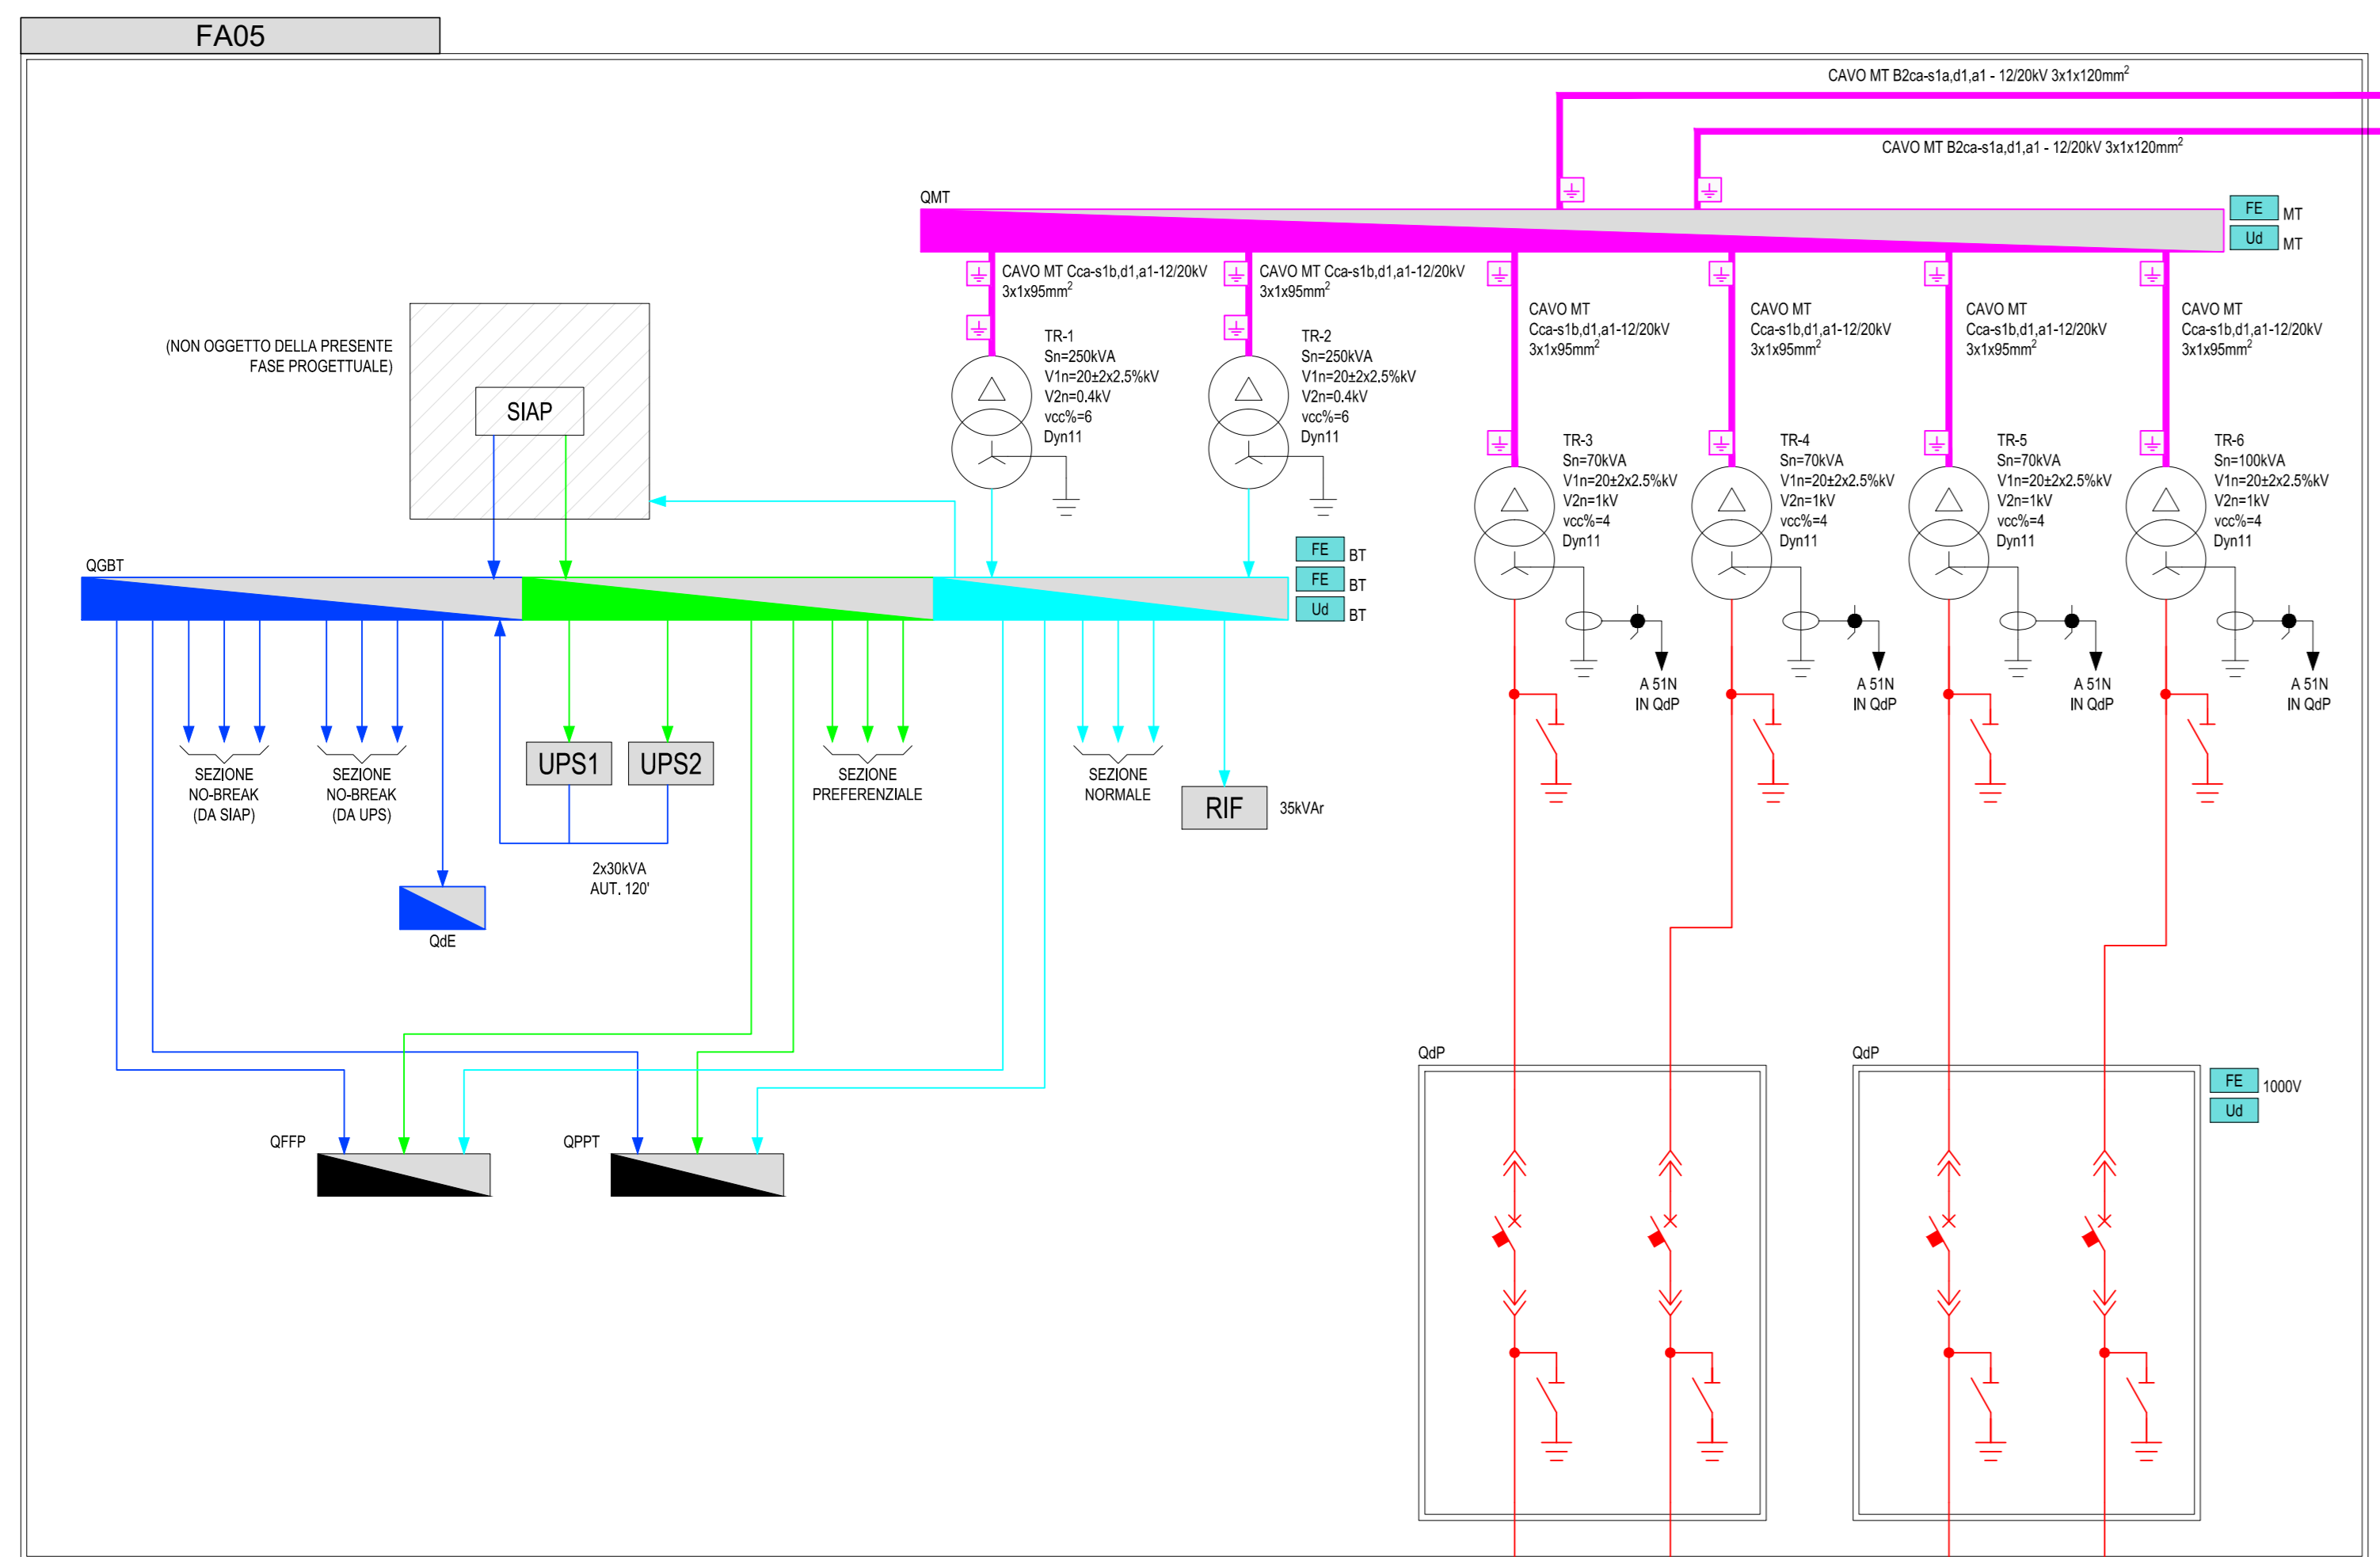 FA05
CAVO MT B2ca-s1a,d1,a1 - 12/20kV 3x1x120mm²
CAVO MT B2ca-s1a,d1,a1 - 12/20kV 3x1x120mm²
QMT
FE MT
Ud MT
CAVO MT Cca-s1b,d1,a1-12/20kV
3x1x95mm²
CAVO MT Cca-s1b,d1,a1-12/20kV
3x1x95mm²
CAVO MT
Cca-s1b,d1,a1-12/20kV
3x1x95mm²
CAVO MT
Cca-s1b,d1,a1-12/20kV
3x1x95mm²
CAVO MT
Cca-s1b,d1,a1-12/20kV
3x1x95mm²
CAVO MT
Cca-s1b,d1,a1-12/20kV
3x1x95mm²
(NON OGGETTO DELLA PRESENTE
FASE PROGETTUALE)
SIAP
TR-1
Sn=250kVA
V1n=20±2x2.5%kV
V2n=0.4kV
vcc%=6
Dyn11
TR-2
Sn=250kVA
V1n=20±2x2.5%kV
V2n=0.4kV
vcc%=6
Dyn11
TR-3
Sn=70kVA
V1n=20±2x2.5%kV
V2n=1kV
vcc%=4
Dyn11
TR-4
Sn=70kVA
V1n=20±2x2.5%kV
V2n=1kV
vcc%=4
Dyn11
TR-5
Sn=70kVA
V1n=20±2x2.5%kV
V2n=1kV
vcc%=4
Dyn11
TR-6
Sn=100kVA
V1n=20±2x2.5%kV
V2n=1kV
vcc%=4
Dyn11
QGBT
FE BT
FE BT
Ud BT
A 51N
IN QdP
A 51N
IN QdP
A 51N
IN QdP
A 51N
IN QdP
SEZIONE
NO-BREAK
(DA SIAP)
SEZIONE
NO-BREAK
(DA UPS)
UPS1
UPS2
SEZIONE
PREFERENZIALE
SEZIONE
NORMALE
RIF
35kVAr
2x30kVA
AUT. 120'
QdE
QFFP
QPPT
QdP
QdP
FE 1000V
Ud